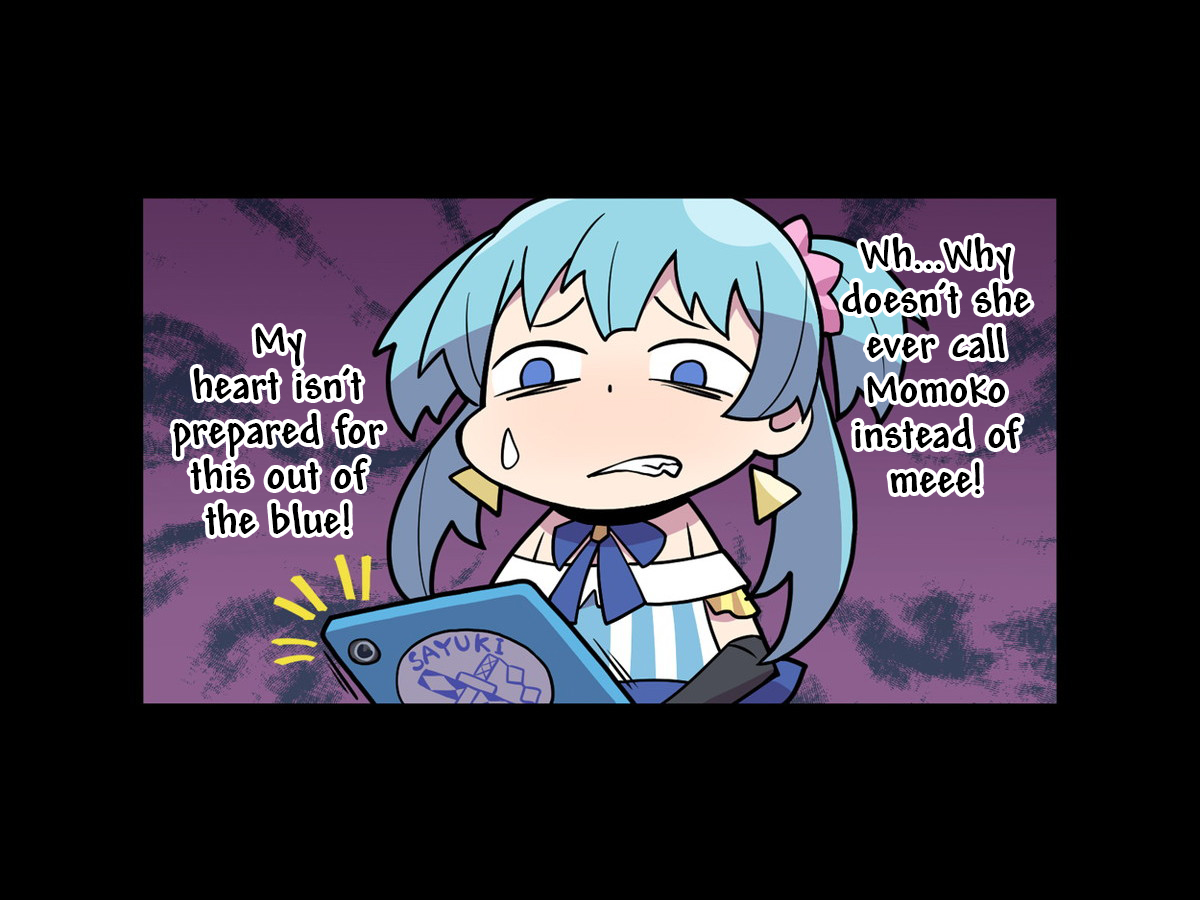 Wh...Why
doesn't she
ever call
Momoko
instead of
meee!
My
heart isn't
prepared for
this out of
the blue!
SAYUKI